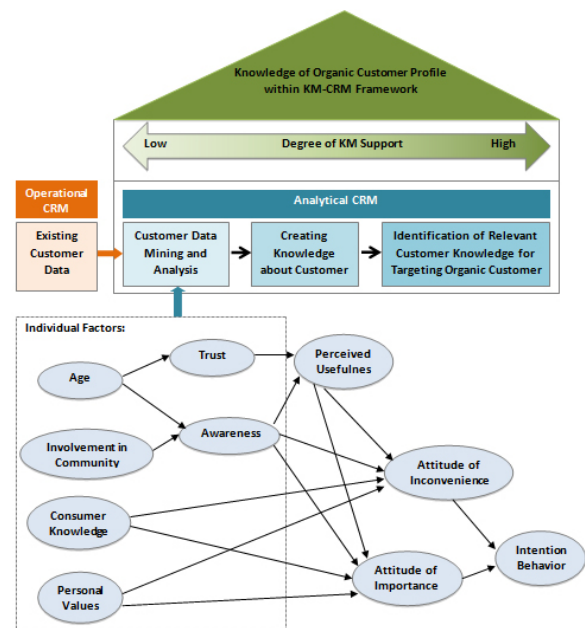 Knowledge of Organic Customer Profile
within KM-CRM Framework
Low Degree of KM Support High
Operational
CRM
Analytical CRM
Existing
Customer
Data
Customer Data
Mining and
Analysis
Creating
Knowledge
about Customer
Identification of Relevant
Customer Knowledge for
Targeting Organic Customer
Individual Factors:
Trust
Perceived
Usefulnes
Age
Awareness
Involvement in
Community
Attitude of
Inconvenience
Consumer
Knowledge
Intention
Behavior
Attitude of
Importance
Personal
Values